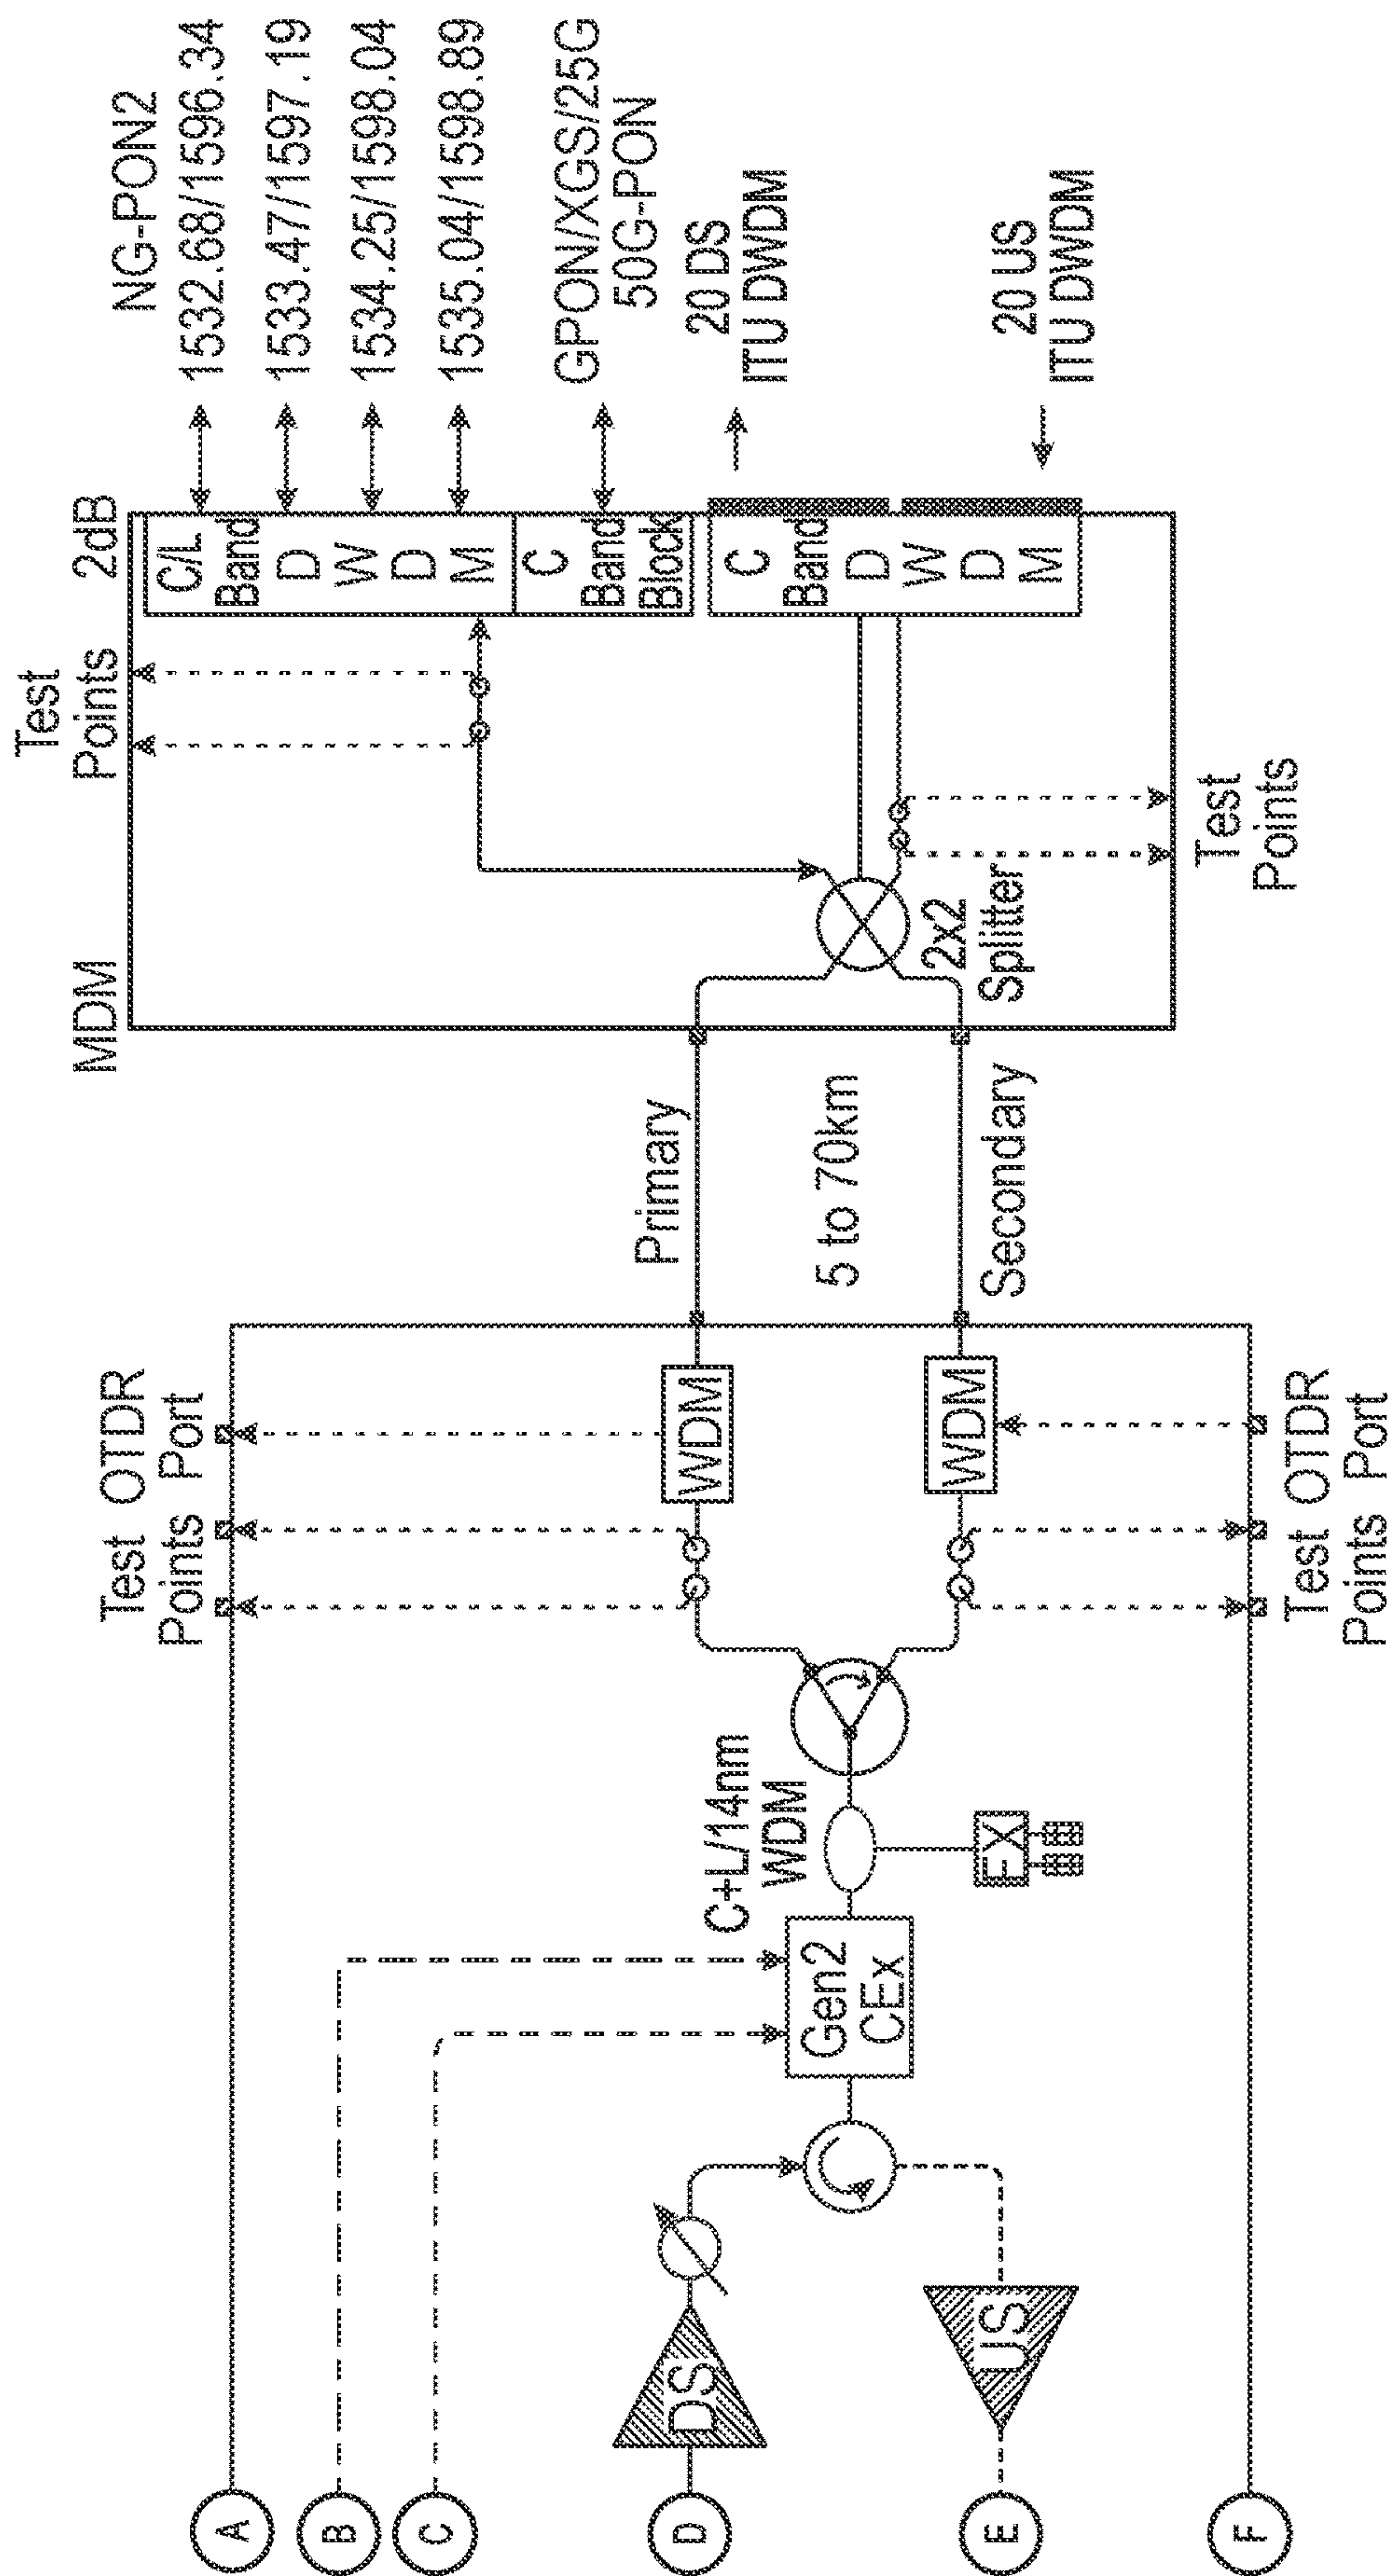 A
B
C
D
E
F
DS
US
Gen2
CEx
C+L/14nm
WDM
EX
Test
Points
OTDR
Port
WDM
WDM
Test
Points
OTDR
Port
Primary
5 to 70km
Secondary
MDM
Test
Points
2dB
2x2
Splitter
Test
Points
C/L
Band
D
W
D
M
C
Band
Block
C
Band
D
W
D
M
NG-PON2
1532.68/1596.34
1533.47/1597.19
1534.25/1598.04
1535.04/1598.89
GPON/XGS/25G
50G-PON
20 DS
ITU DWDM
20 US
ITU DWDM